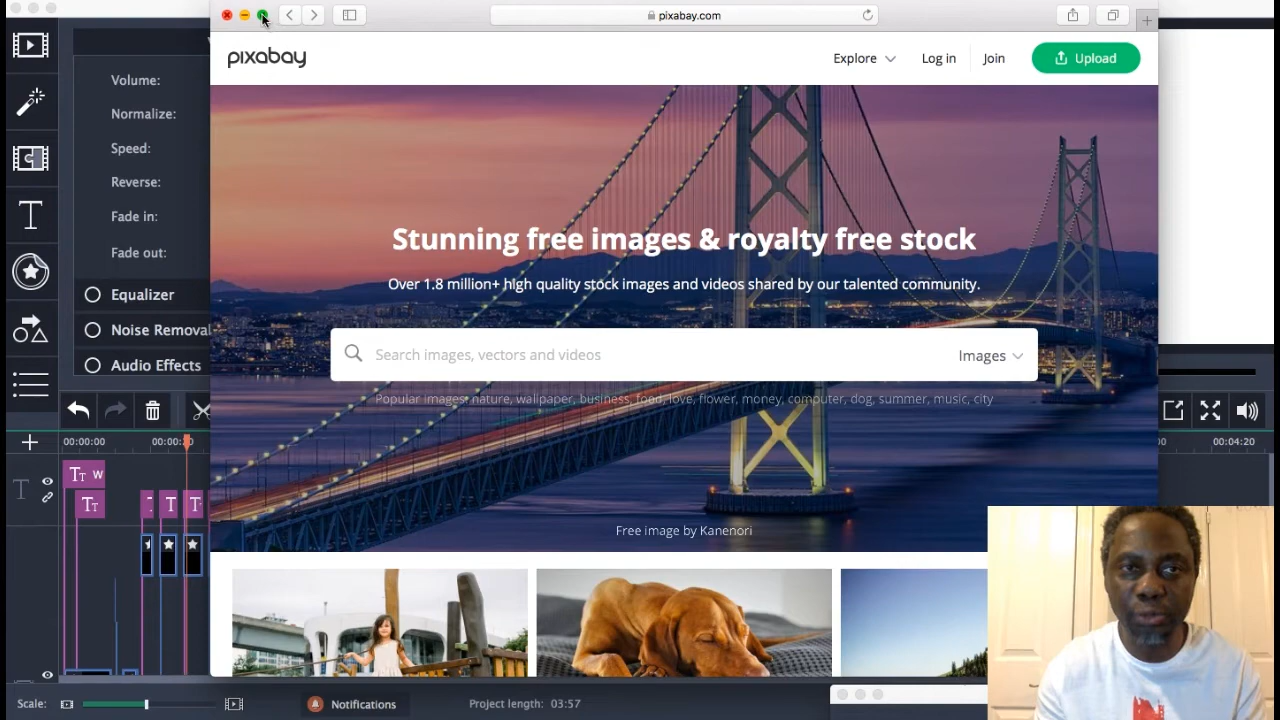 pixabay.com
pixabay
Explore
Log in
Join
Upload
Stunning free images & royalty free stock
Over 1.8 million+ high quality stock images and videos shared by our talented community.
Search images, vectors and videos
Images
Popular images: nature, wallpaper, business, food, love, flower, money, computer, dog, summer, music, city
Free image by Kanenori
Volume:
Normalize:
Speed:
Reverse:
Fade in:
Fade out:
Equalizer
Noise Removal
Audio Effects
00:00:00
00:04:20
T
TT W
TT
T
T
T
Scale:
Notifications
Project length: 03:57